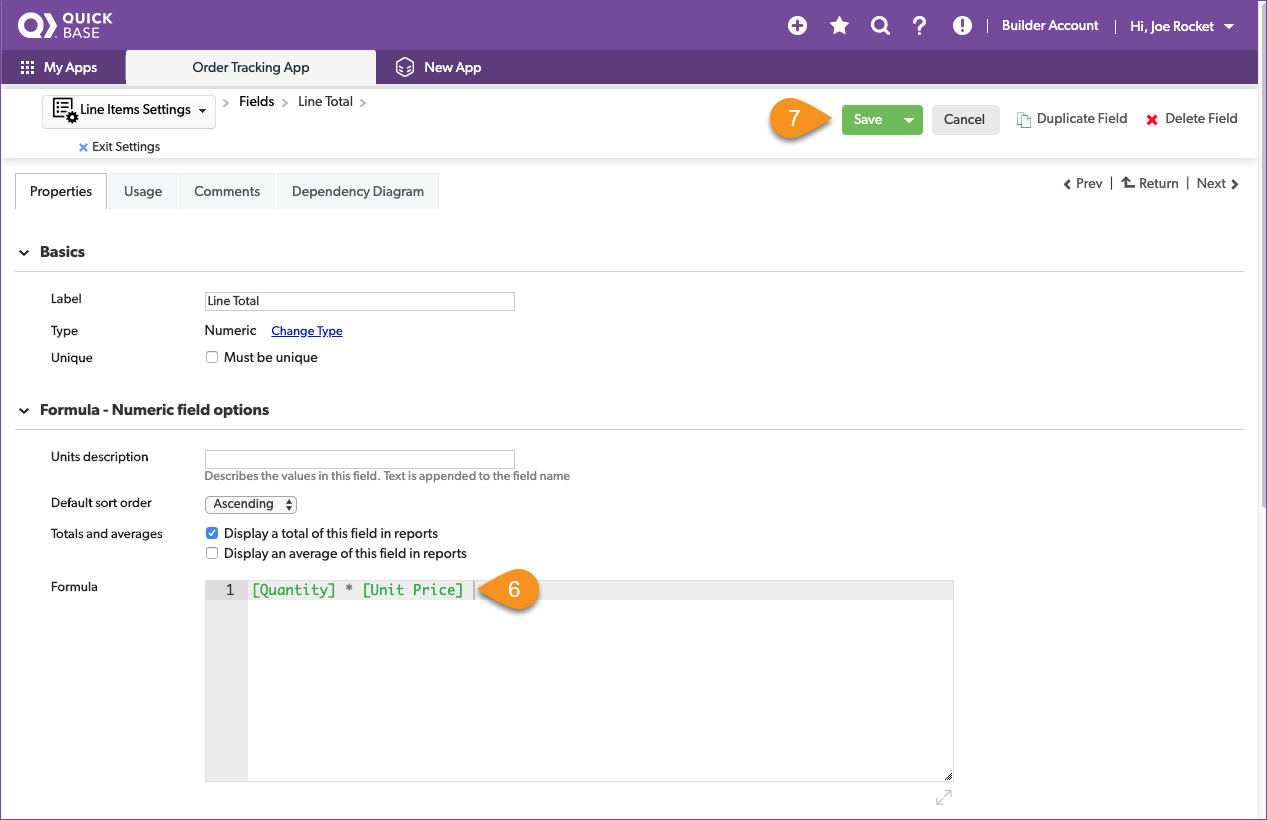 QUICK
BASE
Builder Account
Hi, Joe Rocket
My Apps
Order Tracking App
New App
Line Items Settings
Fields
Line Total
7
Save
Cancel
Duplicate Field
Delete Field
Exit Settings
Properties
Usage
Comments
Dependency Diagram
Prev | Return | Next
Basics
Label
Line Total
Type
Numeric
Change Type
Unique
Must be unique
Formula - Numeric field options
Units description
Describes the values in this field. Text is appended to the field name
Default sort order
Ascending
Totals and averages
Display a total of this field in reports
Display an average of this field in reports
Formula
1
[Quantity] * [Unit Price]
6